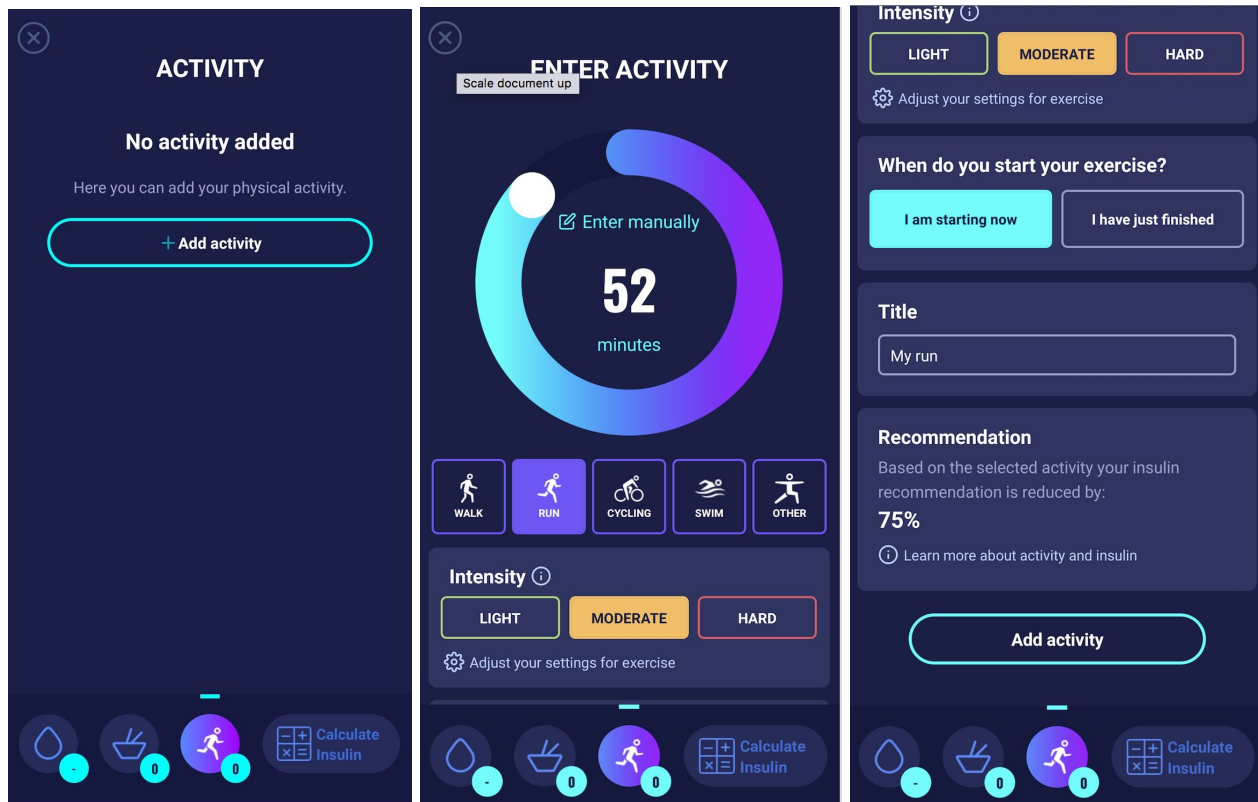 ACTIVITY
No activity added
Here you can add your physical activity.
+ Add activity
-
0
0
Calculate
Insulin
ENTER ACTIVITY
Scale document up
Enter manually
52
minutes
WALK
RUN
CYCLING
SWIM
OTHER
Intensity
LIGHT
MODERATE
HARD
Adjust your settings for exercise
-
0
0
Calculate
Insulin
Intensity
LIGHT
MODERATE
HARD
Adjust your settings for exercise
When do you start your exercise?
I am starting now
I have just finished
Title
My run
Recommendation
Based on the selected activity your insulin
recommendation is reduced by:
75%
Learn more about activity and insulin
Add activity
-
0
0
Calculate
Insulin